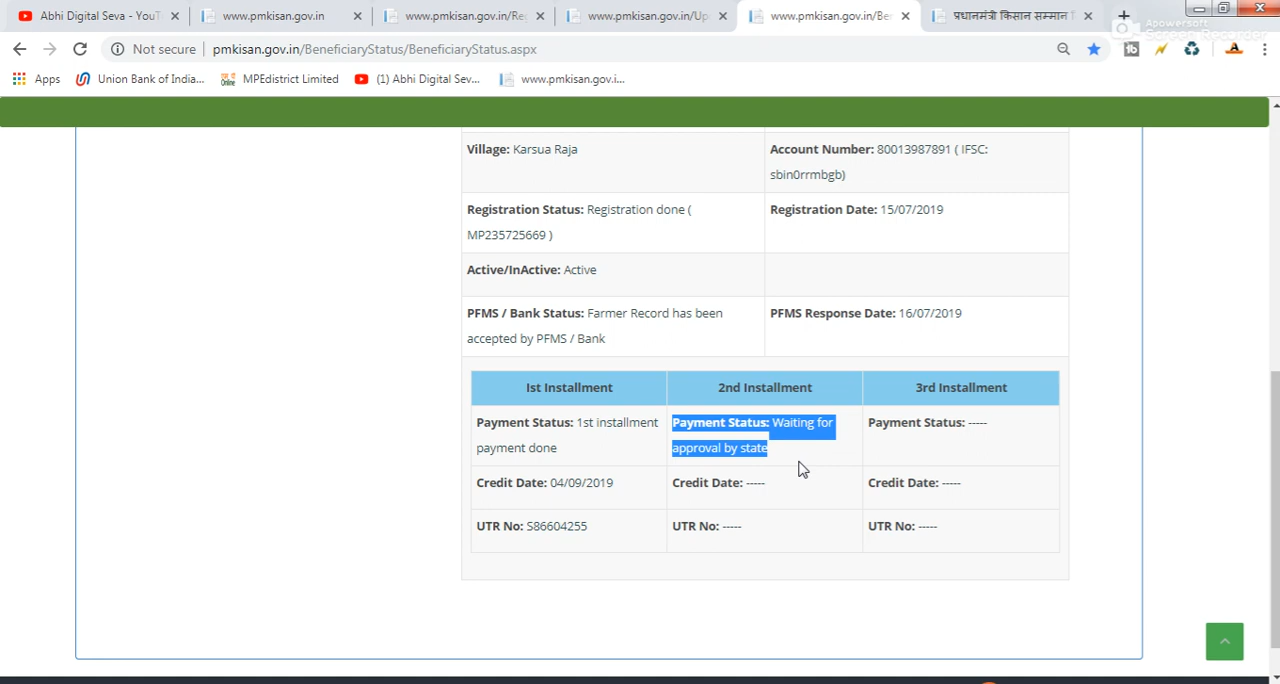 Abhi Digital Seva - YouT
www.pmkisan.gov.in
www.pmkisan.gov.in/Re
www.pmkisan.gov.in/Up
www.pmkisan.gov.in/Be
प्रधानमंत्री किसान सम्मान
Apowersoft
Screen Recorder
Not secure
pmkisan.gov.in/BeneficiaryStatus/BeneficiaryStatus.aspx
Apps
Union Bank of India...
MPEdistrict Limited
(1) Abhi Digital Sev...
www.pmkisan.gov.i...
Village: Karsua Raja
Account Number: 80013987891 ( IFSC:
sbin0rrmbgb)
Registration Status: Registration done (
MP235725669 )
Registration Date: 15/07/2019
Active/InActive: Active
PFMS / Bank Status: Farmer Record has been
accepted by PFMS / Bank
PFMS Response Date: 16/07/2019
Ist Installment
2nd Installment
3rd Installment
Payment Status: 1st installment
payment done
Payment Status: Waiting for
approval by state
Payment Status: -----
Credit Date: 04/09/2019
Credit Date: -----
Credit Date: -----
UTR No: S86604255
UTR No: -----
UTR No: -----